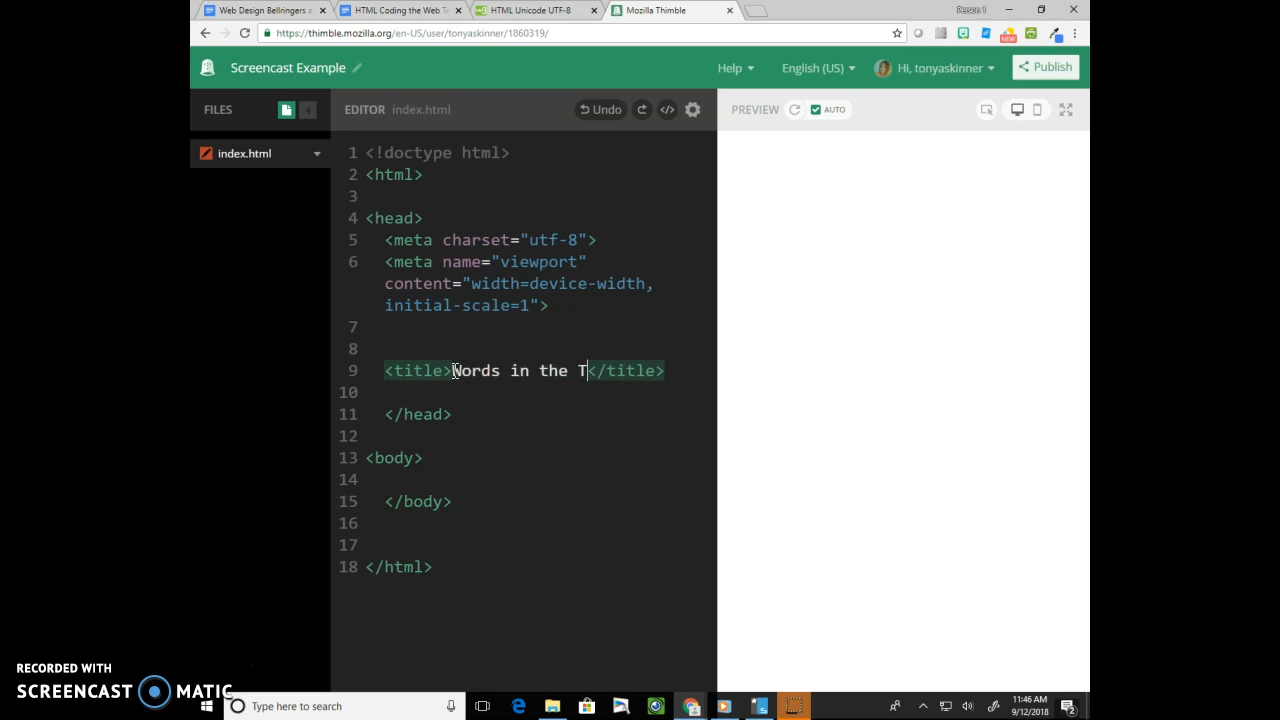 Web Design Bellringers a
HTML Coding the Web T
HTML Unicode UTF-8
Mozilla Thimble
Person 1
https://thimble.mozilla.org/en-US/user/tonyaskinner/1860319/
NEW
Screencast Example
Help
English (US)
Hi, tonyaskinner
Publish
FILES
EDITOR index.html
Undo
</>
PREVIEW
AUTO
index.html
1 <!doctype html>
2 <html>
3
4 <head>
5 <meta charset="utf-8">
6 <meta name="viewport"
content="width=device-width,
initial-scale=1">
7
8
9 <title>Words in the T</title>
10
11 </head>
12
13 <body>
14
15 </body>
16
17
18 </html>
RECORDED WITH
SCREENCAST MATIC
Type here to search
11:46 AM
9/12/2018
2